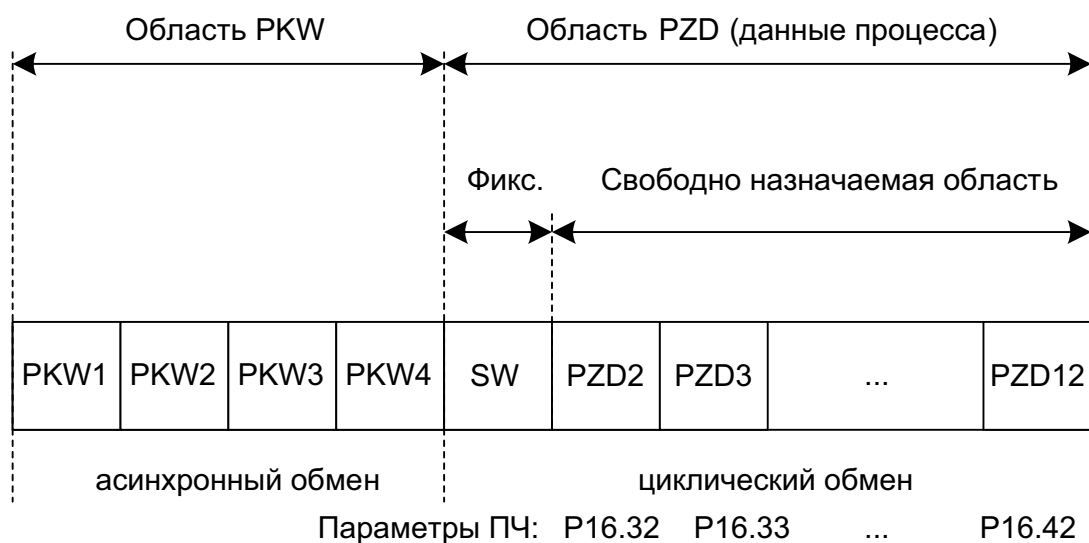 Область PKW
Область PZD (данные процесса)
Фикс.
Свободно назначаемая область
PKW1 PKW2 PKW3 PKW4 SW PZD2 PZD3 ... PZD12
асинхронный обмен
циклический обмен
Параметры ПЧ: P16.32 P16.33 ... P16.42